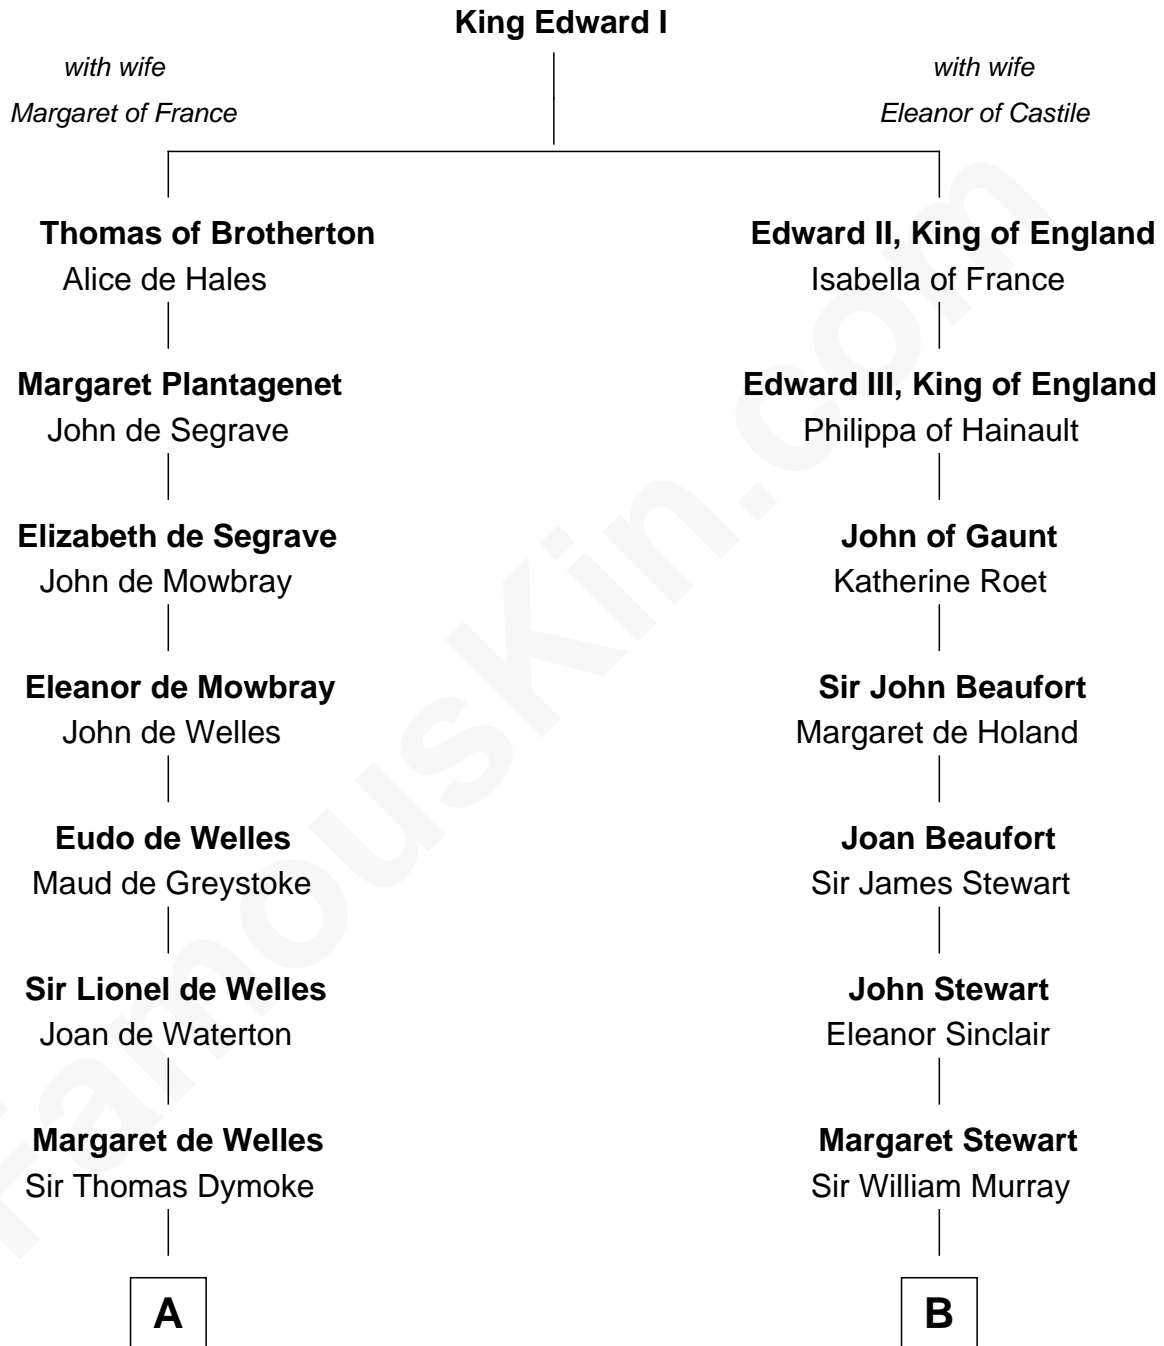 King Edward I
with wife
Margaret of France
with wife
Eleanor of Castile
Thomas of Brotherton
Alice de Hales
Edward II, King of England
Isabella of France
Margaret Plantagenet
John de Segrave
Edward III, King of England
Philippa of Hainault
Elizabeth de Segrave
John de Mowbray
John of Gaunt
Katherine Roet
Eleanor de Mowbray
John de Welles
Sir John Beaufort
Margaret de Holand
Eudo de Welles
Maud de Greystoke
Joan Beaufort
Sir James Stewart
Sir Lionel de Welles
Joan de Waterton
John Stewart
Eleanor Sinclair
Margaret de Welles
Sir Thomas Dymoke
Margaret Stewart
Sir William Murray
A
B
FamousKin.com